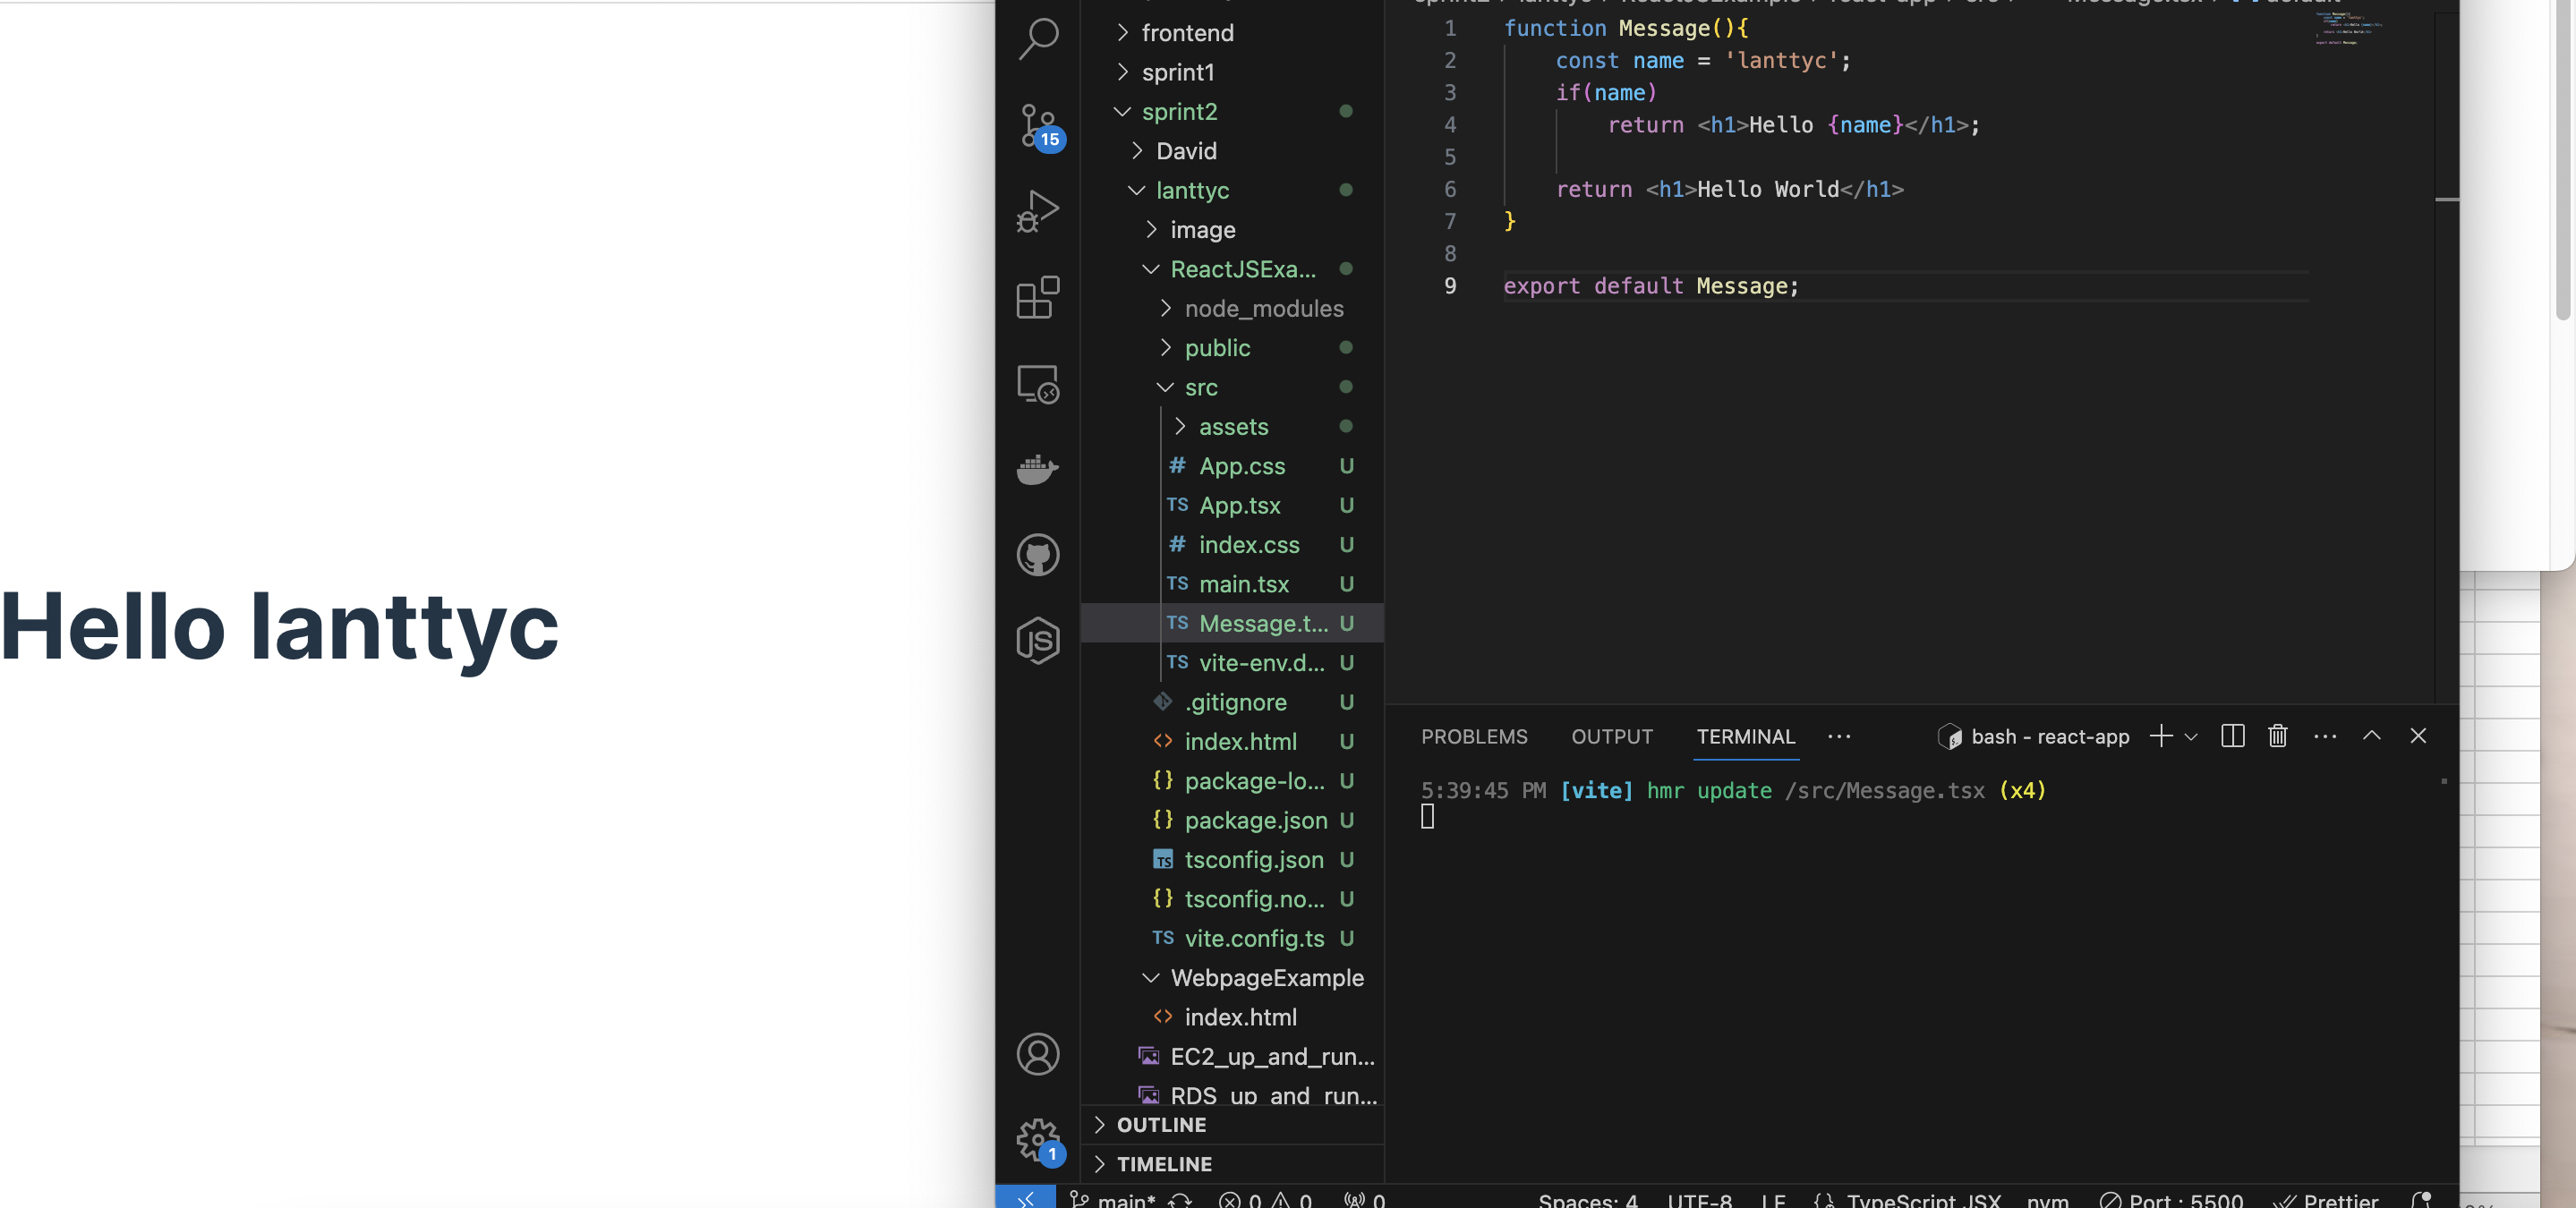 Hello lanttyc
15
1
frontend
sprint1
sprint2
David
lanttyc
image
ReactJSExa...
node_modules
public
src
assets
# App.css U
TS App.tsx U
# index.css U
TS main.tsx U
TS Message.t... U
TS vite-env.d... U
.gitignore U
<> index.html U
{} package-lo... U
{} package.json U
TS tsconfig.json U
{} tsconfig.no... U
TS vite.config.ts U
WebpageExample
<> index.html
EC2_up_and_run...
RDS_up_and_run...
OUTLINE
TIMELINE
1 function Message(){
2 const name = 'lanttyc';
3 if(name)
4 return <h1>Hello {name}</h1>;
5
6 return <h1>Hello World</h1>
7 }
8
9 export default Message;
PROBLEMS OUTPUT TERMINAL ··· bash - react-app
5:39:45 PM [vite] hmr update /src/Message.tsx (x4)
main* 0 0 0 Spaces: 4 UTF-8 LF {} TypeScript JSX nvm Port : 5500 Prettier